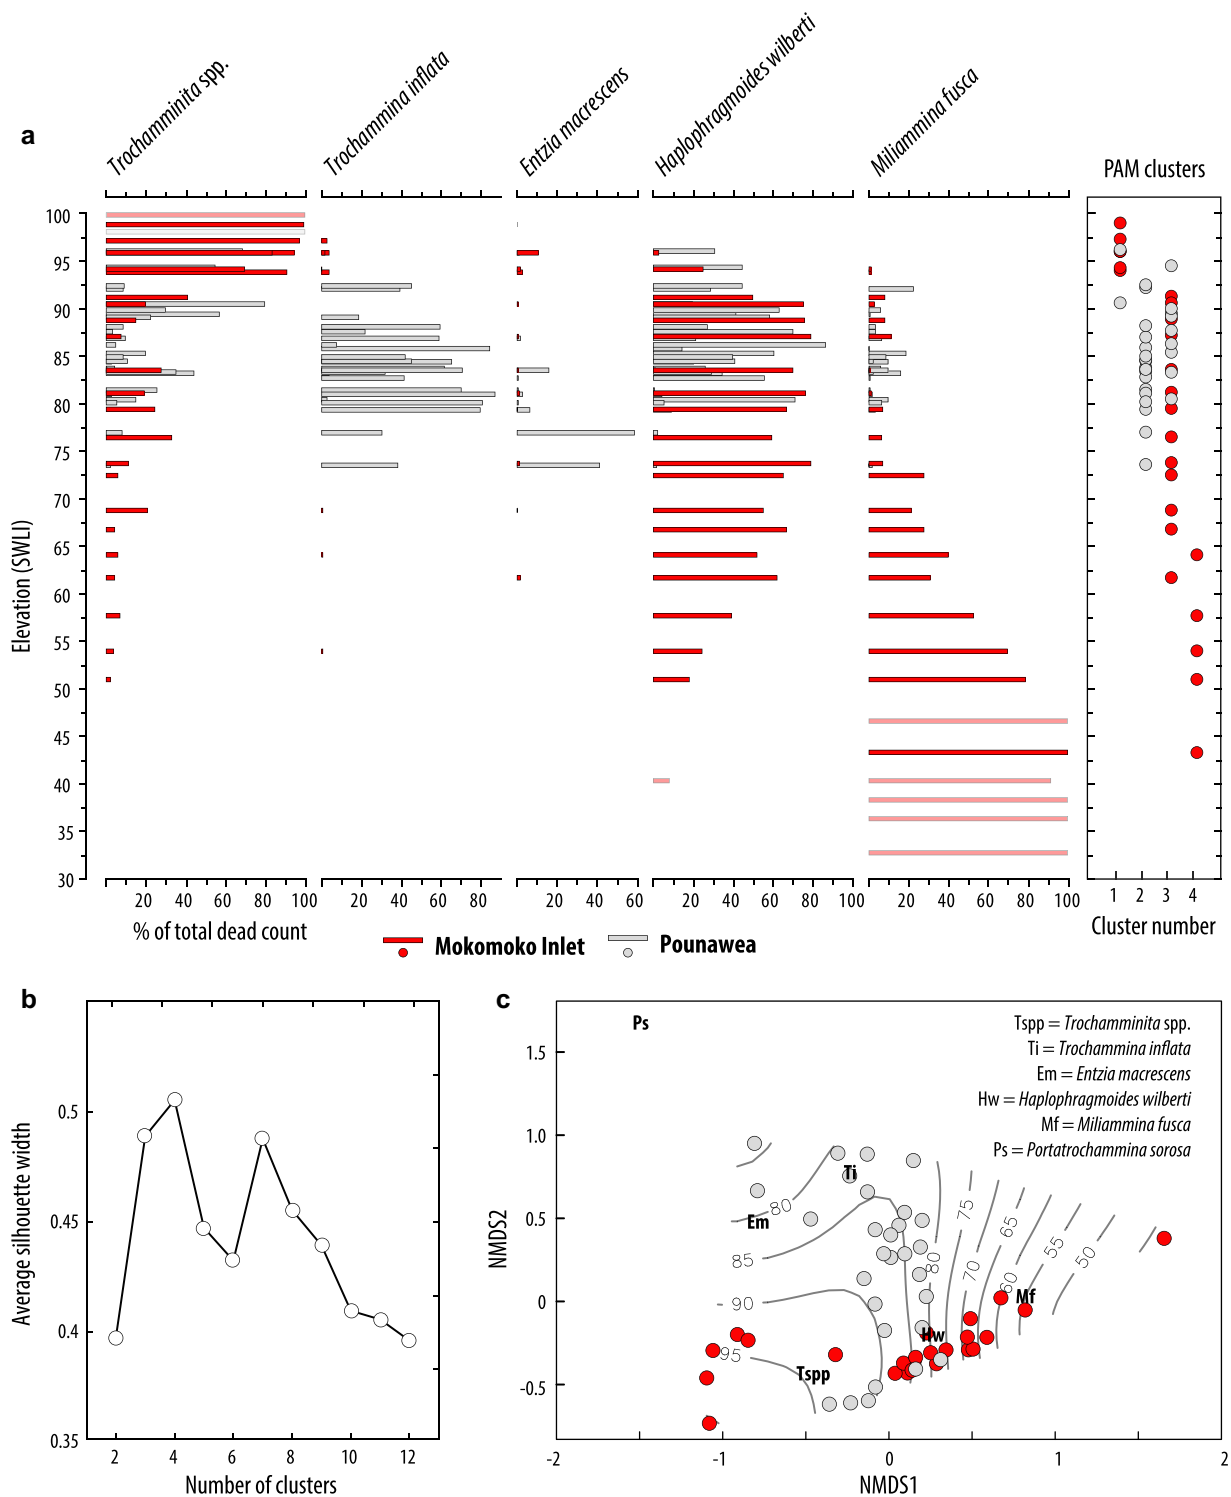 a
Trochamminita spp.
Trochammina inflata
Entzia macrescens
Haplophragmoides wilberti
Miliammina fusca
PAM clusters
Elevation (SWLI)
100
95
90
85
80
75
70
65
60
55
50
45
40
35
30
20 40 60 80 100
20 40 60 80
20 40 60
20 40 60 80 100
20 40 60 80
1 2 3 4
% of total dead count
Cluster number
Mokomoko Inlet
Pounawea
b
Average silhouette width
0.5
0.45
0.4
0.35
2 4 6 8 10 12
Number of clusters
c
Ps
Tspp = Trochamminita spp.
Ti = Trochammina inflata
Em = Entzia macrescens
Hw = Haplophragmoides wilberti
Mf = Miliammina fusca
Ps = Portatrochammina sorosa
NMDS2
1.5
1.0
0.5
0
-0.5
Ti
Em
Mf
Hw
Tspp
80
85
90
95
80
75
70
65
60
55
50
-2 -1 0 1 2
NMDS1